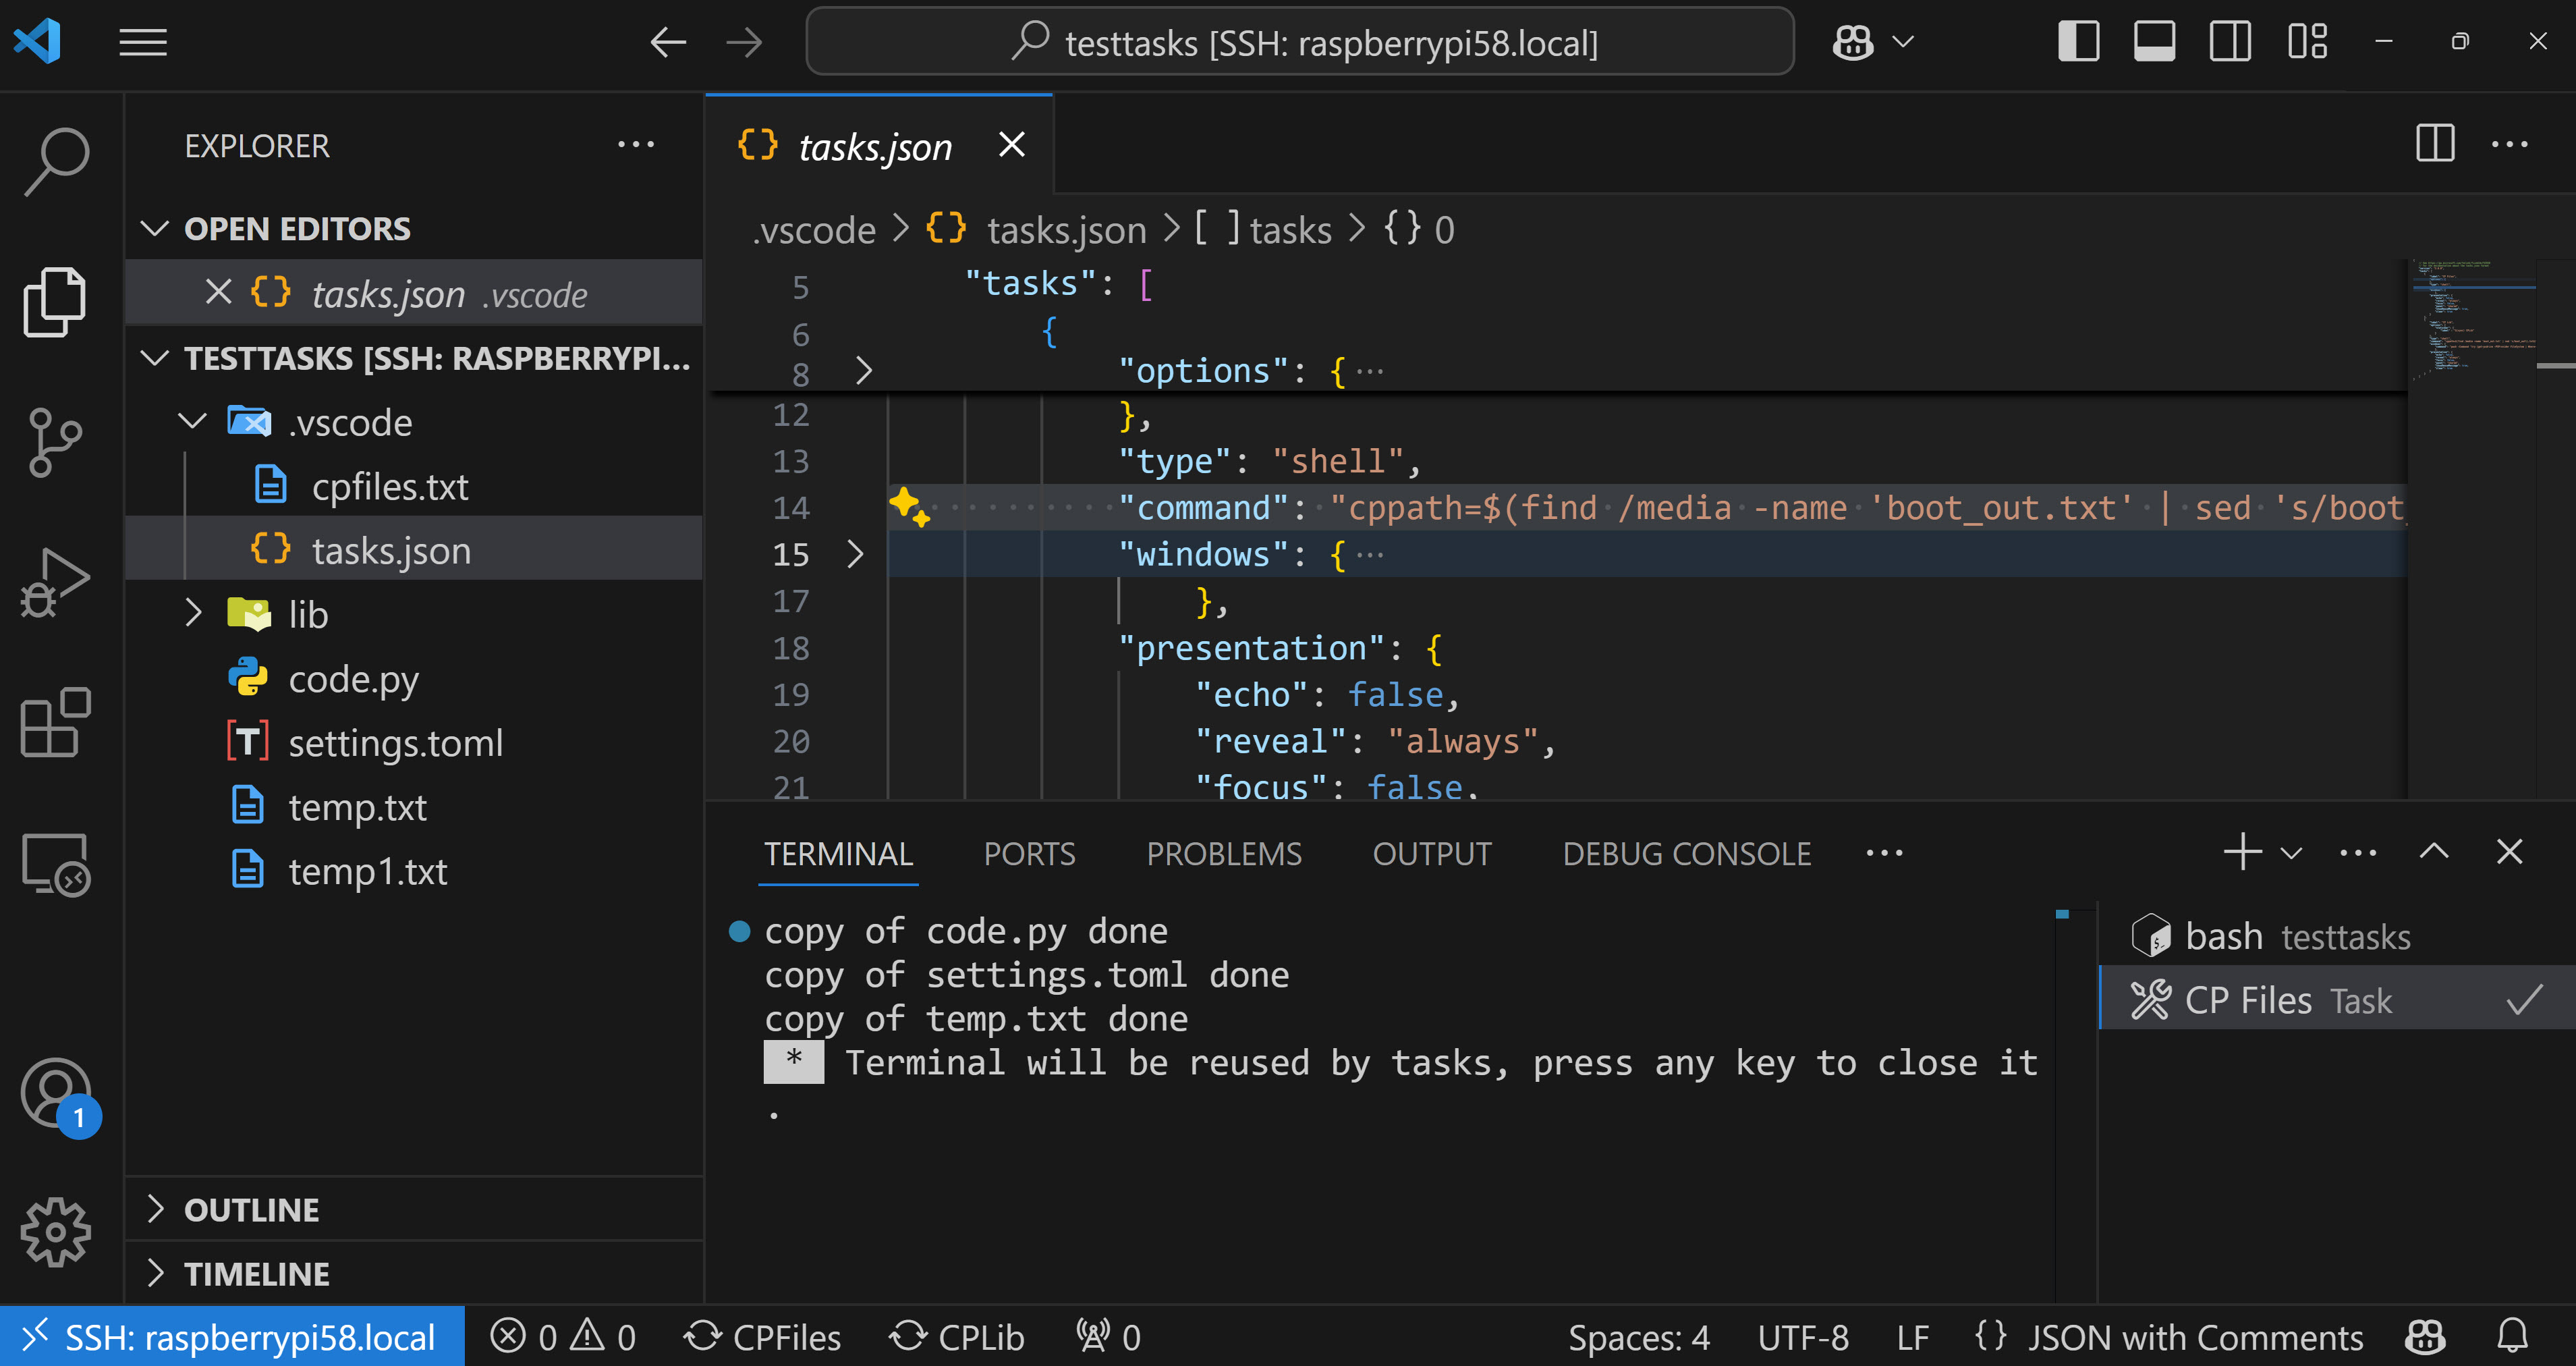 testtasks [SSH: raspberrypi58.local]
EXPLORER
OPEN EDITORS
tasks.json .vscode
TESTTASKS [SSH: RASPBERRYPI...
.vscode
cpfiles.txt
tasks.json
lib
code.py
settings.toml
temp.txt
temp1.txt
OUTLINE
TIMELINE
tasks.json
.vscode > {} tasks.json > [ ] tasks > {} 0
5 "tasks": [
6 {
8 "options": { ...
12 },
13 "type": "shell",
14 "command": "cppath=$(find /media -name 'boot_out.txt' | sed 's/boot_
15 "windows": { ...
17 },
18 "presentation": {
19 "echo": false,
20 "reveal": "always",
21 "focus": false,
TERMINAL PORTS PROBLEMS OUTPUT DEBUG CONSOLE
copy of code.py done
copy of settings.toml done
copy of temp.txt done
* Terminal will be reused by tasks, press any key to close it
.
bash testtasks
CP Files Task
1
SSH: raspberrypi58.local 0 0 CPFiles CPLib 0 Spaces: 4 UTF-8 LF {} JSON with Comments